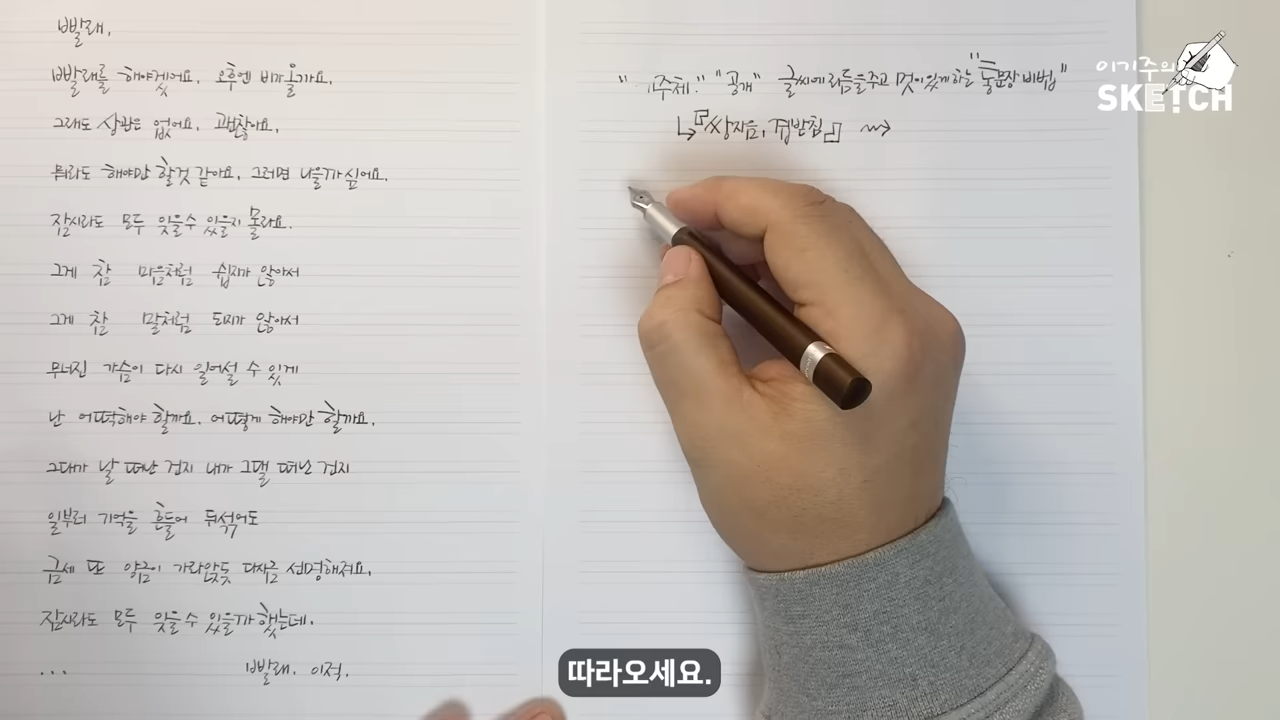 빨래.
빨래를 해야겠어요. 오후엔 비가 올까요.
그래도 상관은 없어요. 괜찮아요.
뭐라도 해야만 할것 같아요. 그러면 나을까 싶어요.
잠시라도 모두 잊을 수 있을지 몰라요.
그게 참 마음처럼 쉽지가 않아서
그게 참 말처럼 되지가 않아서
무너진 가슴이 다시 일어설 수 있게
난 어떡해야 할까요. 어떻게 해야만 할까요.
그대가 날 떠난 건지 내가 그댈 떠난 건지
일부러 기억을 흔들어 뒤섞어도
금세 또 앙금이 가라앉듯 다시금 선명해져요.
잠시라도 모두 잊을 수 있을까 했는데.
... 빨래. 이적.
"주제." "공개" 글씨에 리듬을 주고 멋이있게하는 "통문장 비법"
『쌍자음, 겹받침』
이기주의
SKETCH
따라오세요.